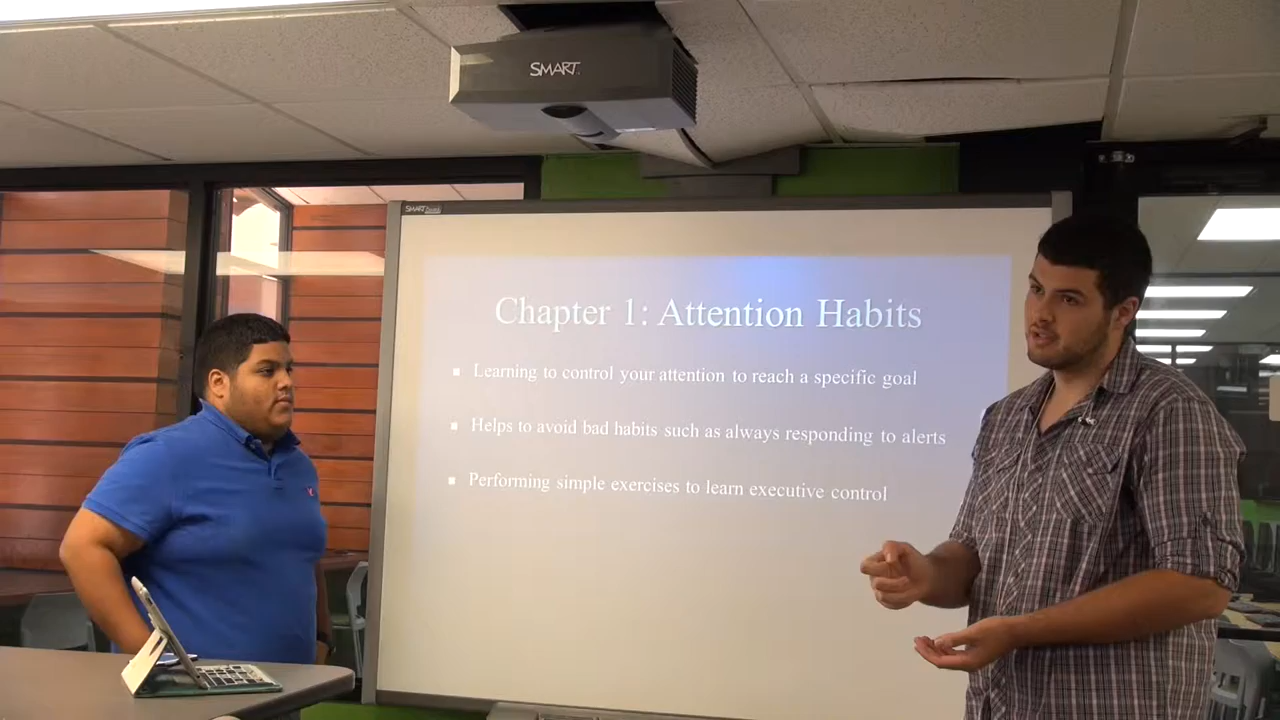 SMART
SMART
Chapter 1: Attention Habits
Learning to control your attention to reach a specific goal
Helps to avoid bad habits such as always responding to alerts
Performing simple exercises to learn executive control